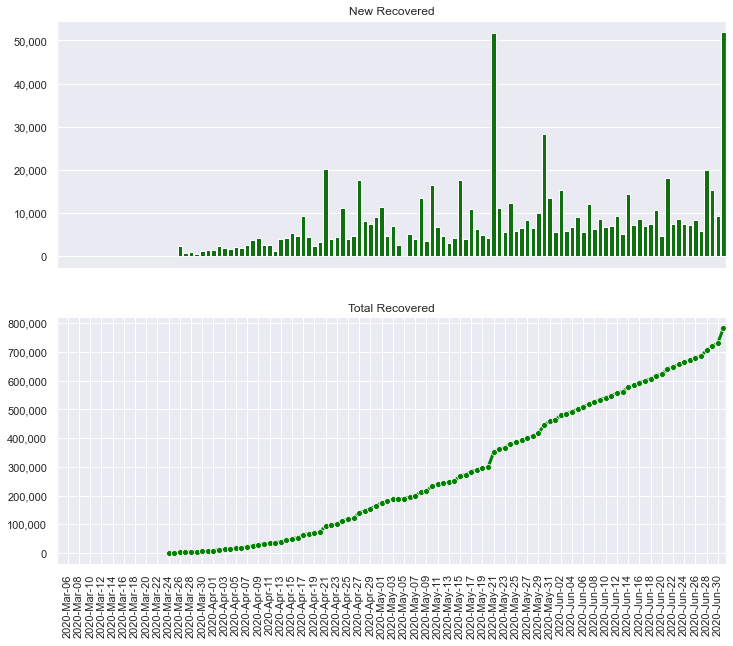 New Recovered
50,000
40,000
30,000
20,000
10,000
0
Total Recovered
800,000
700,000
600,000
500,000
400,000
300,000
200,000
100,000
0
2020-Mar-06
2020-Mar-08
2020-Mar-10
2020-Mar-12
2020-Mar-14
2020-Mar-16
2020-Mar-18
2020-Mar-20
2020-Mar-22
2020-Mar-24
2020-Mar-26
2020-Mar-28
2020-Mar-30
2020-Apr-01
2020-Apr-03
2020-Apr-05
2020-Apr-07
2020-Apr-09
2020-Apr-11
2020-Apr-13
2020-Apr-15
2020-Apr-17
2020-Apr-19
2020-Apr-21
2020-Apr-23
2020-Apr-25
2020-Apr-27
2020-Apr-29
2020-May-01
2020-May-03
2020-May-05
2020-May-07
2020-May-09
2020-May-11
2020-May-13
2020-May-15
2020-May-17
2020-May-19
2020-May-21
2020-May-23
2020-May-25
2020-May-27
2020-May-29
2020-May-31
2020-Jun-02
2020-Jun-04
2020-Jun-06
2020-Jun-08
2020-Jun-10
2020-Jun-12
2020-Jun-14
2020-Jun-16
2020-Jun-18
2020-Jun-20
2020-Jun-22
2020-Jun-24
2020-Jun-26
2020-Jun-28
2020-Jun-30